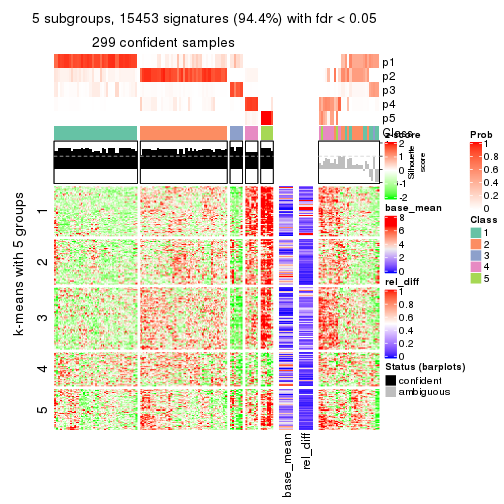 5 subgroups, 15453 signatures (94.4%) with fdr < 0.05
299 confident samples
p1
p2
p3
p4
p5
Class
1
2
3
4
5
k-means with 5 groups
base_mean
rel_diff
Silhouette
score
z-score
2
1
0
-1
-2
base_mean
8
6
4
2
0
rel_diff
1
0.8
0.6
0.4
0.2
0
Status (barplots)
confident
ambiguous
Prob
1
0.8
0.6
0.4
0.2
0
Class
1
2
3
4
5